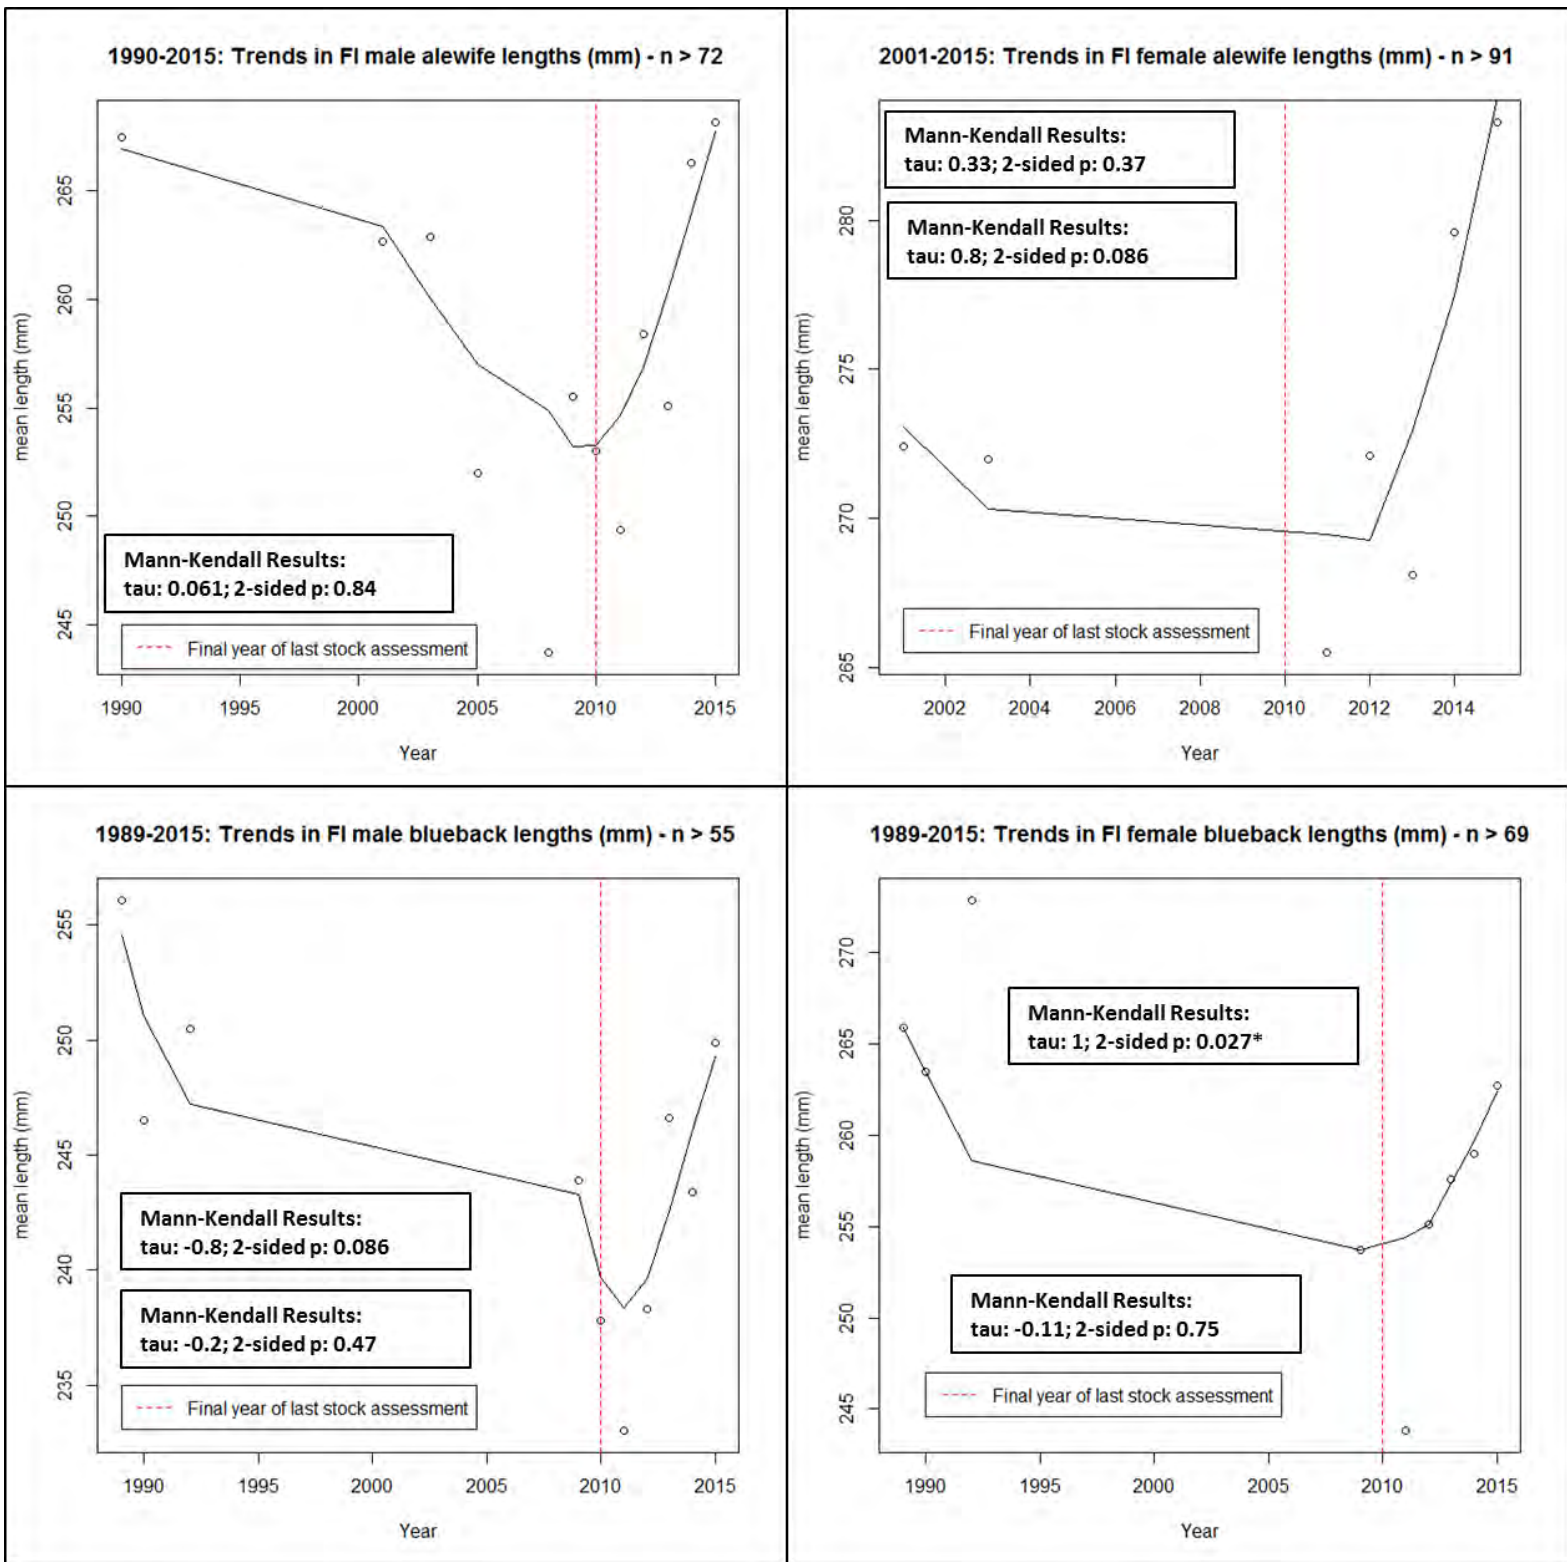 1990-2015: Trends in FI male alewife lengths (mm) - n > 72
mean length (mm)
265
260
255
250
245
Mann-Kendall Results:
tau: 0.061; 2-sided p: 0.84
Final year of last stock assessment
1990 1995 2000 2005 2010 2015
Year
2001-2015: Trends in FI female alewife lengths (mm) - n > 91
mean length (mm)
280
275
270
265
Mann-Kendall Results:
tau: 0.33; 2-sided p: 0.37
Mann-Kendall Results:
tau: 0.8; 2-sided p: 0.086
Final year of last stock assessment
2002 2004 2006 2008 2010 2012 2014
Year
1989-2015: Trends in FI male blueback lengths (mm) - n > 55
mean length (mm)
255
250
245
240
235
Mann-Kendall Results:
tau: -0.8; 2-sided p: 0.086
Mann-Kendall Results:
tau: -0.2; 2-sided p: 0.47
Final year of last stock assessment
1990 1995 2000 2005 2010 2015
Year
1989-2015: Trends in FI female blueback lengths (mm) - n > 69
mean length (mm)
270
265
260
255
250
245
Mann-Kendall Results:
tau: 1; 2-sided p: 0.027*
Mann-Kendall Results:
tau: -0.11; 2-sided p: 0.75
Final year of last stock assessment
1990 1995 2000 2005 2010 2015
Year